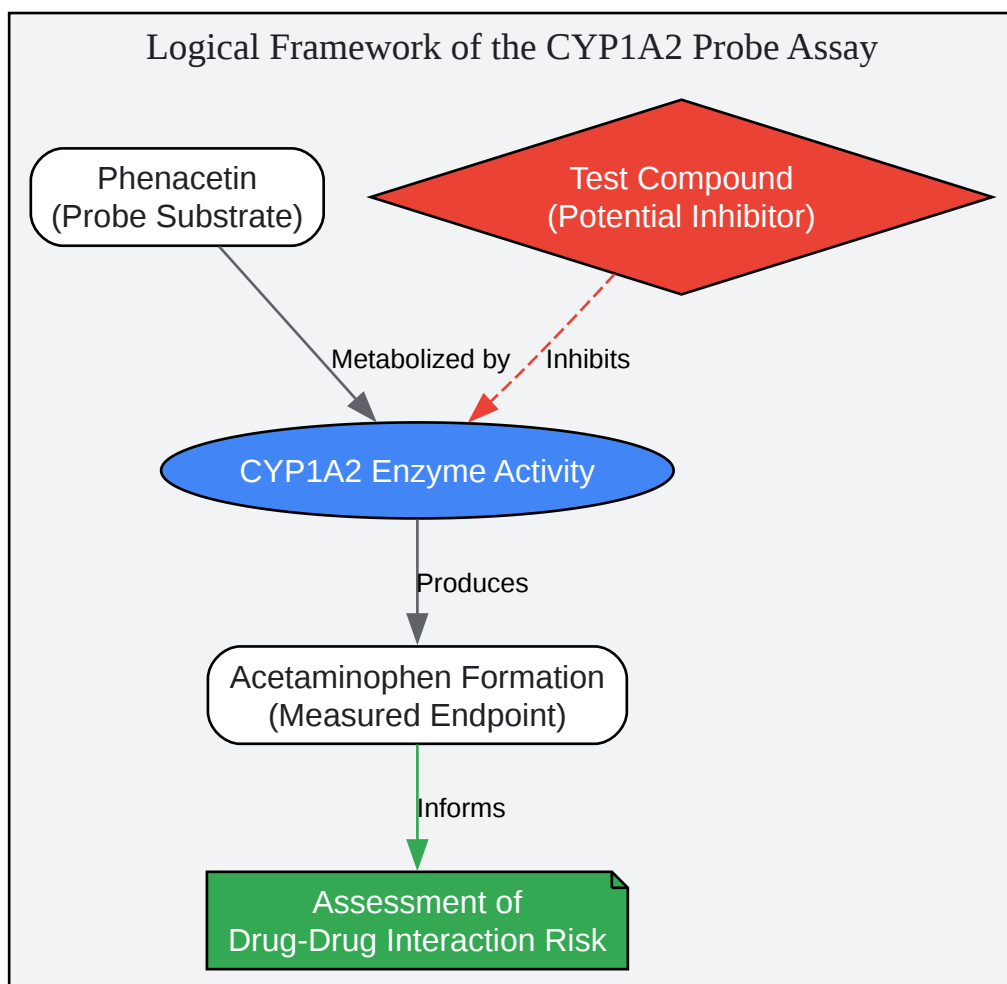 Logical Framework of the CYP1A2 Probe Assay
Phenacetin
(Probe Substrate)
Test Compound
(Potential Inhibitor)
Metabolized by
Inhibits
CYP1A2 Enzyme Activity
Produces
Acetaminophen Formation
(Measured Endpoint)
Informs
Assessment of
Drug-Drug Interaction Risk